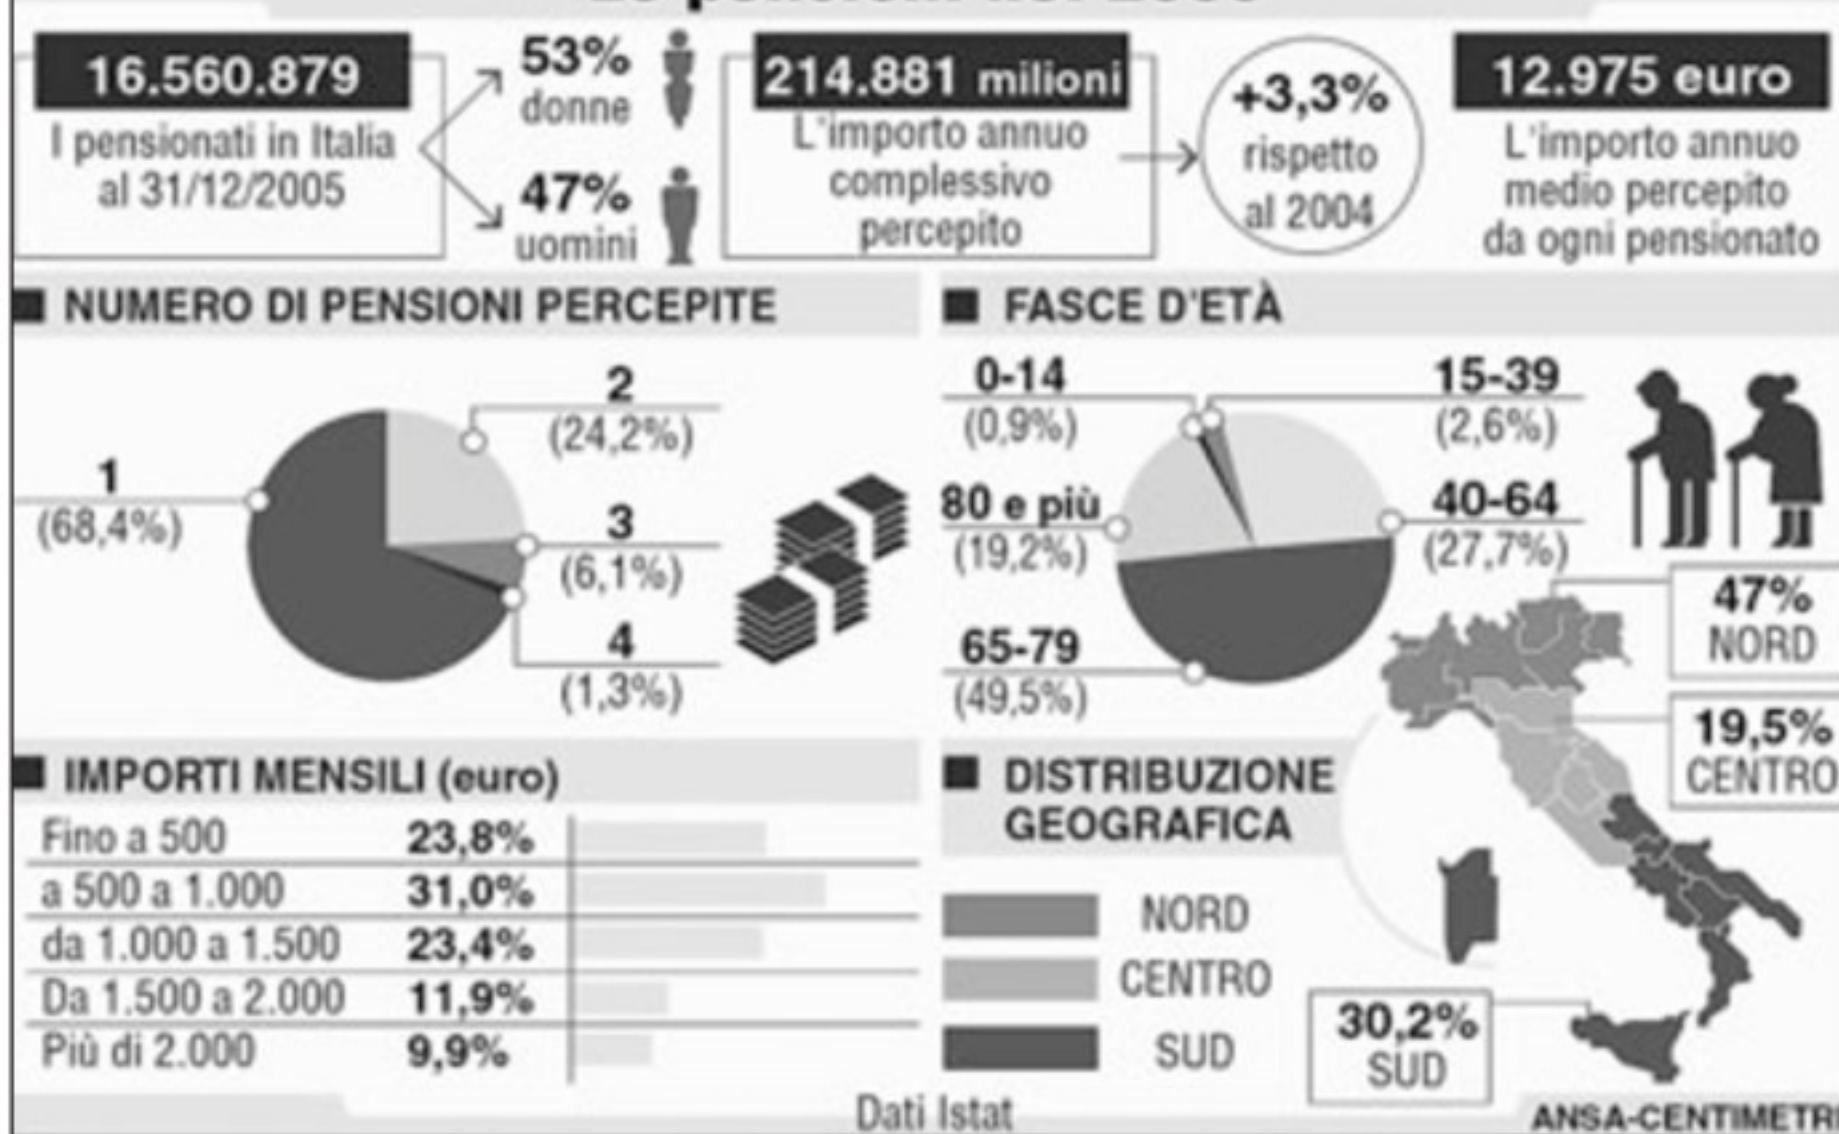 16.560.879
I pensionati in Italia
al 31/12/2005
53%
donne
47%
uomini
214.881 milioni
L'importo annuo
complessivo
percepito
+3,3%
rispetto
al 2004
12.975 euro
L'importo annuo
medio percepito
da ogni pensionato
NUMERO DI PENSIONI PERCEPITE
1
(68,4%)
2
(24,2%)
3
(6,1%)
4
(1,3%)
FASCE D'ETÀ
0-14
(0,9%)
15-39
(2,6%)
80 e più
(19,2%)
40-64
(27,7%)
65-79
(49,5%)
IMPORTI MENSILI (euro)
Fino a 500 23,8%
a 500 a 1.000 31,0%
da 1.000 a 1.500 23,4%
Da 1.500 a 2.000 11,9%
Più di 2.000 9,9%
DISTRIBUZIONE
GEOGRAFICA
47%
NORD
19,5%
CENTRO
30,2%
SUD
NORD
CENTRO
SUD
Dati Istat
ANSA-CENTIMETRI